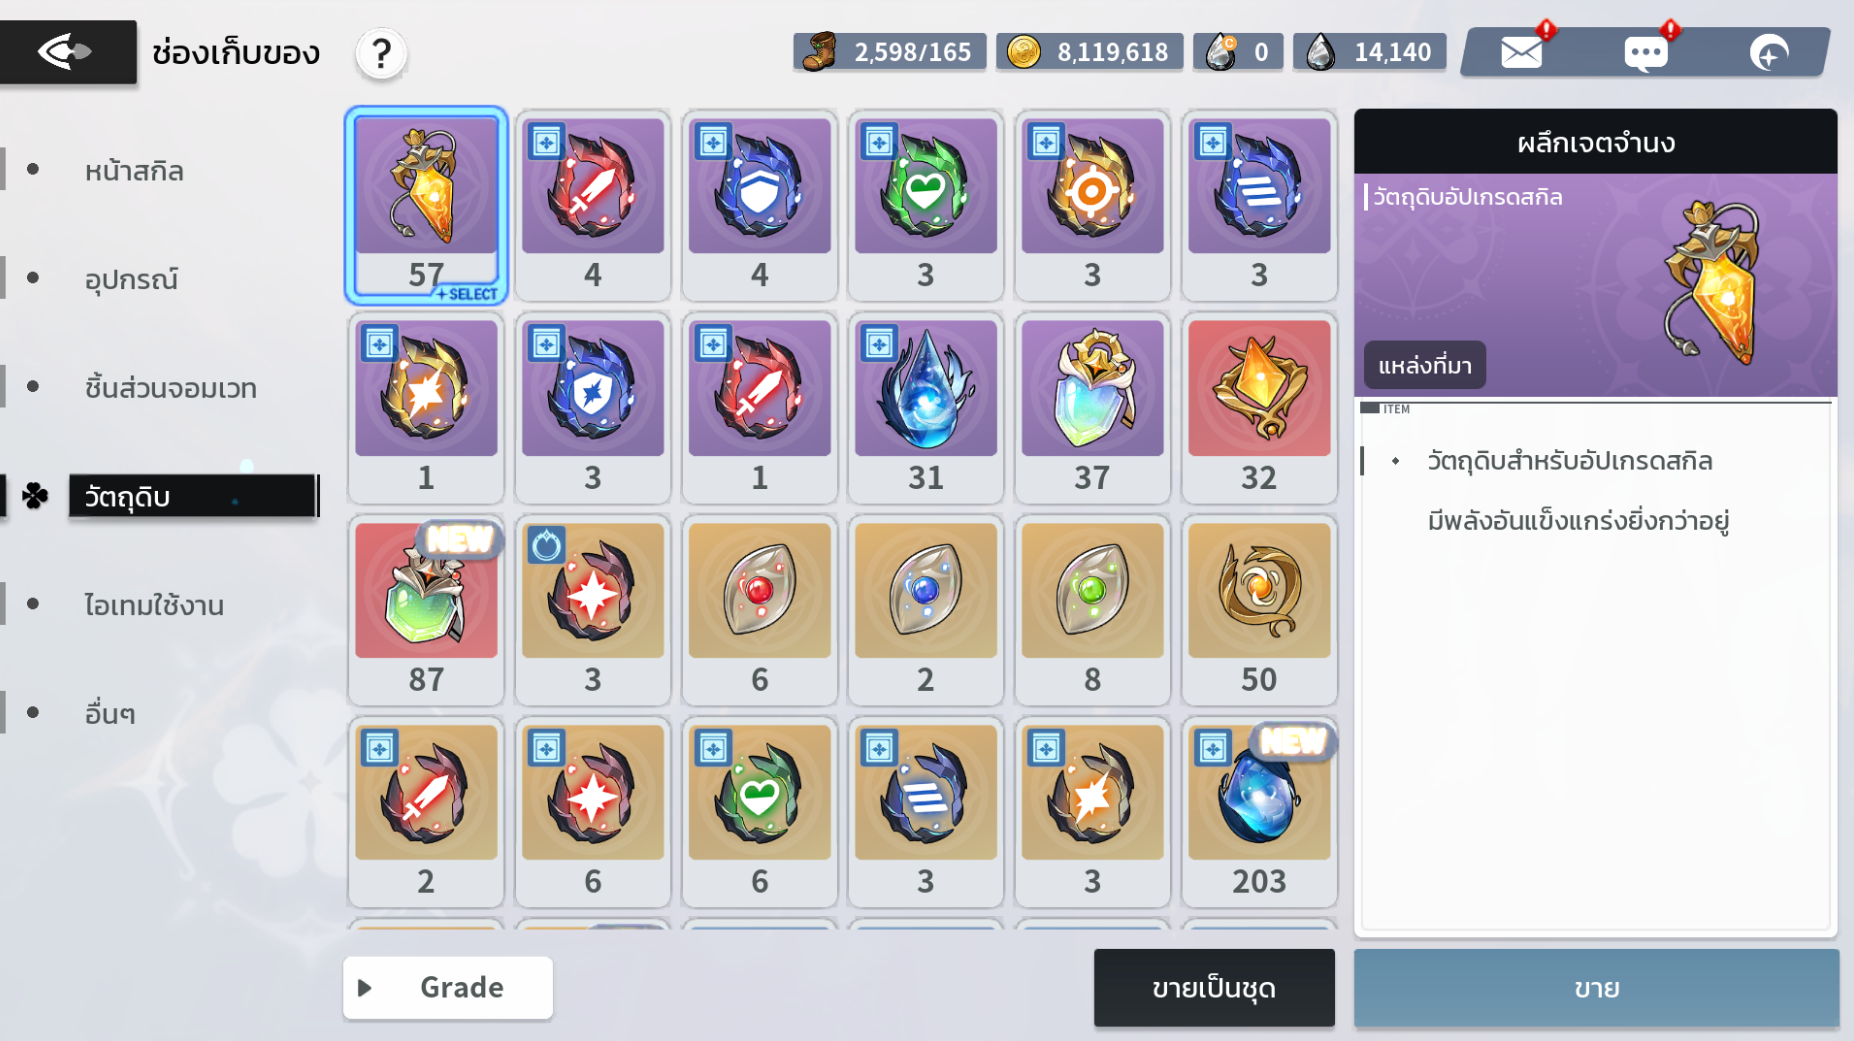 ช่องเก็บของ
?
2,598/165
8,119,618
0
14,140
หน้าสกิล
อุปกรณ์
ชิ้นส่วนจอมเวท
วัตถุดิบ
ไอเทมใช้งาน
อื่นๆ
57
SELECT
4
4
3
3
3
1
3
1
31
37
32
NEW
87
3
6
2
8
50
NEW
2
6
6
3
3
203
Grade
ขายเป็นชุด
ผลึกเจตจำนง
วัตถุดิบอัปเกรดสกิล
แหล่งที่มา
ITEM
วัตถุดิบสำหรับอัปเกรดสกิล
มีพลังอันแข็งแกร่งยิ่งกว่าอยู่
ขาย